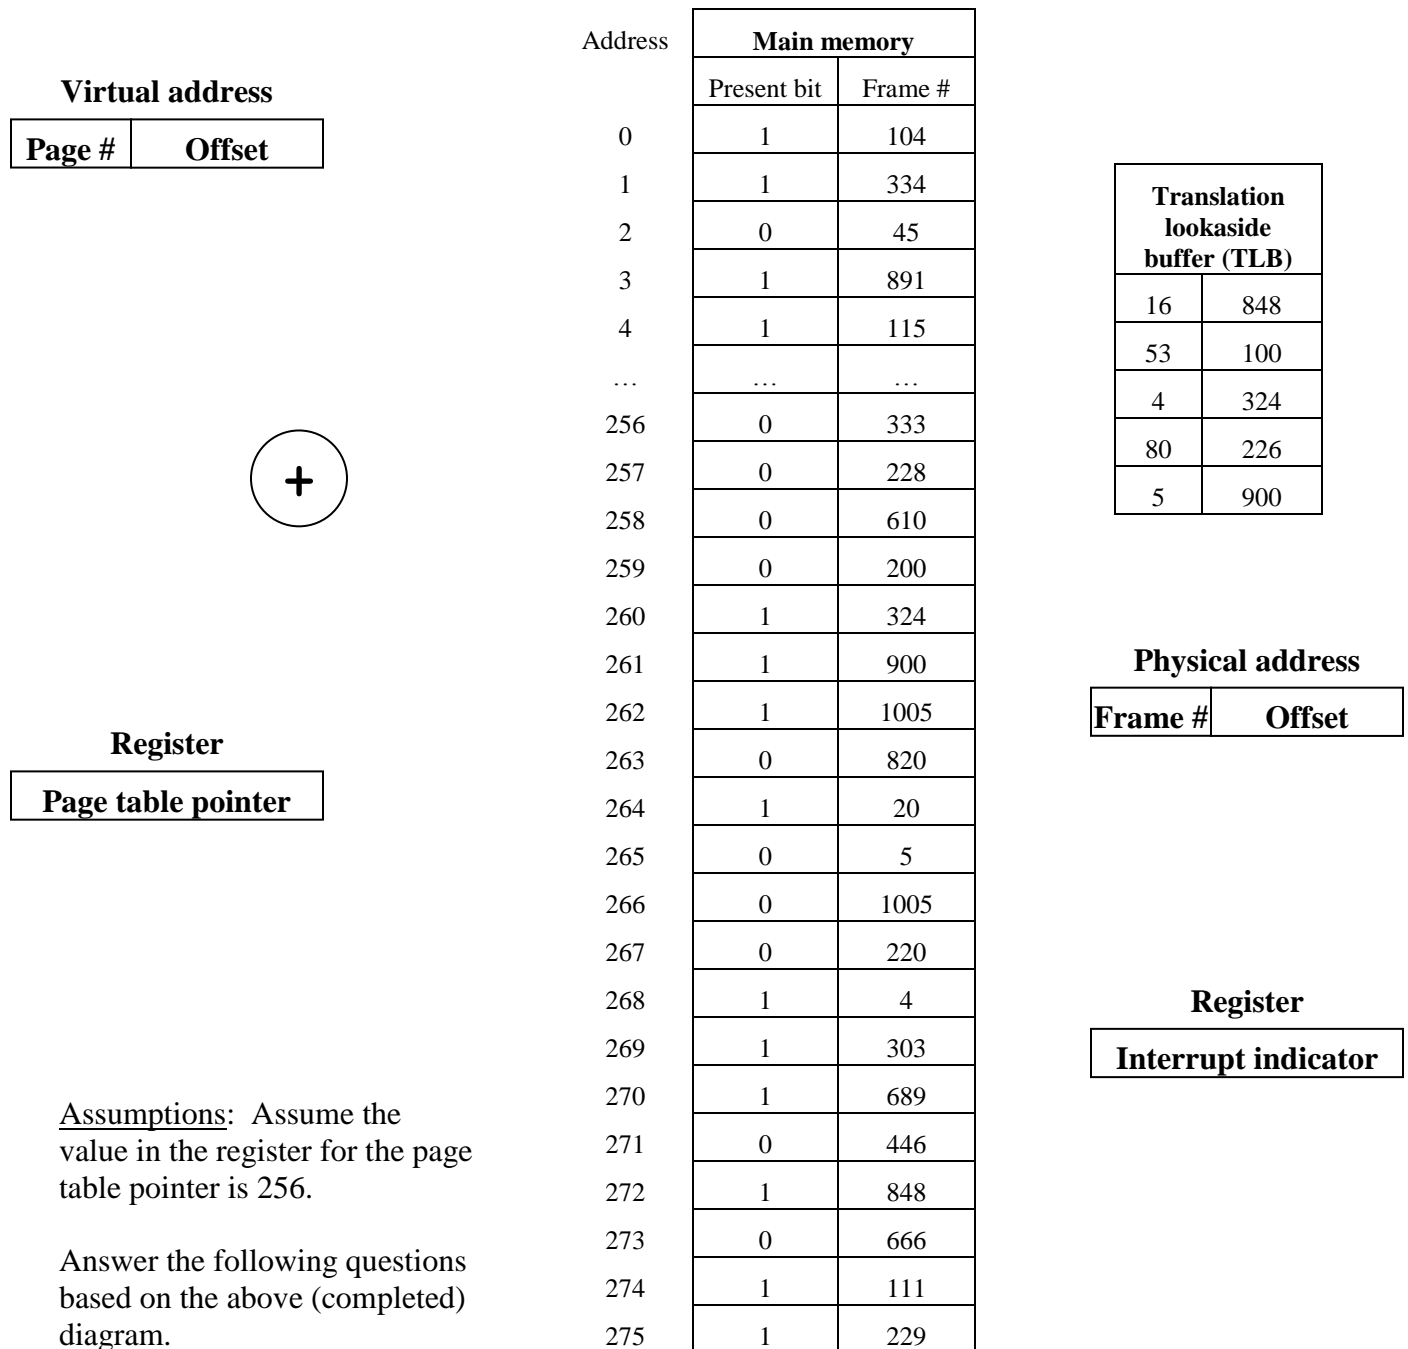 Address Main memory
Present bit Frame #
Virtual address
Page # Offset
0 1 104
1 1 334
2 0 45
3 1 891
4 1 115
… … …
256 0 333
257 0 228
258 0 610
259 0 200
260 1 324
261 1 900
262 1 1005
263 0 820
264 1 20
265 0 5
266 0 1005
267 0 220
268 1 4
269 1 303
270 1 689
271 0 446
272 1 848
273 0 666
274 1 111
275 1 229
+
Register
Page table pointer
Translation
lookaside
buffer (TLB)
16 848
53 100
4 324
80 226
5 900
Physical address
Frame # Offset
Register
Interrupt indicator
Assumptions: Assume the
value in the register for the page
table pointer is 256.
Answer the following questions
based on the above (completed)
diagram.